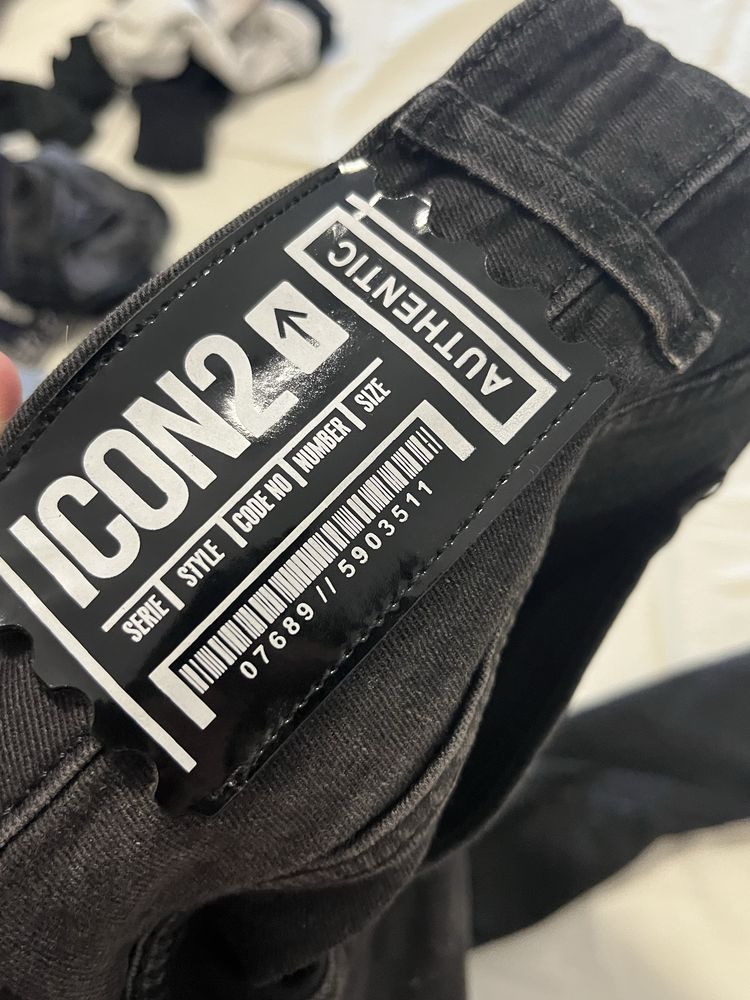 ICON2
AUTHENTIC
SERIE STYLE CODE NO NUMBER SIZE
07689 // 5903511